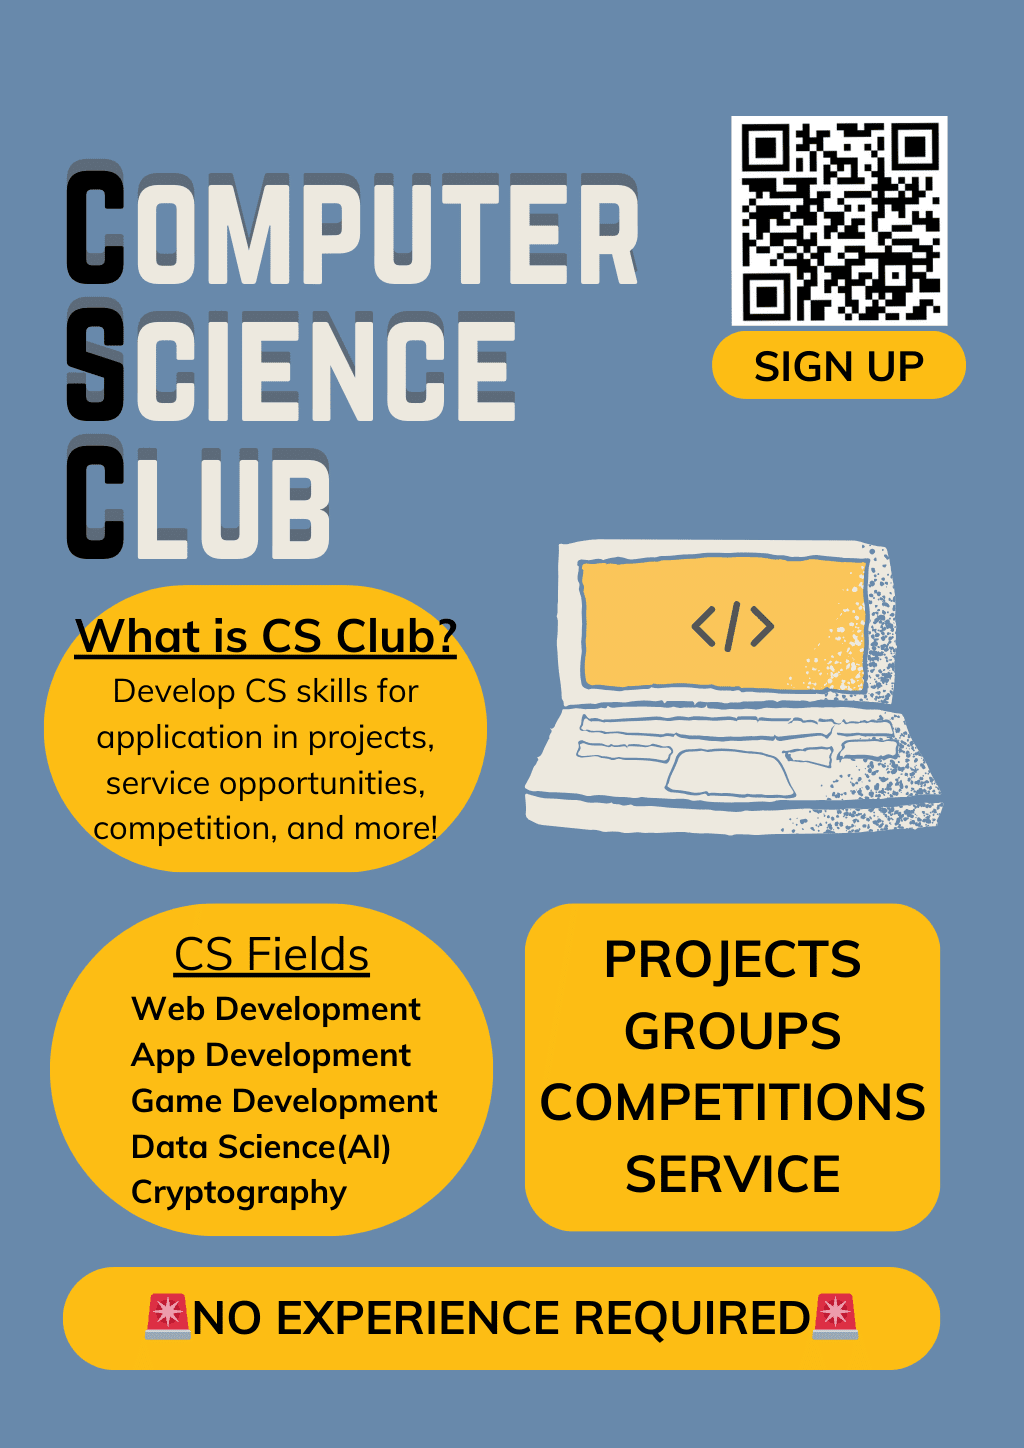 COMPUTER
SCIENCE
CLUB
SIGN UP
</>
What is CS Club?
Develop CS skills for
application in projects,
service opportunities,
competition, and more!
CS Fields
Web Development
App Development
Game Development
Data Science(AI)
Cryptography
PROJECTS
GROUPS
COMPETITIONS
SERVICE
🚨NO EXPERIENCE REQUIRED🚨